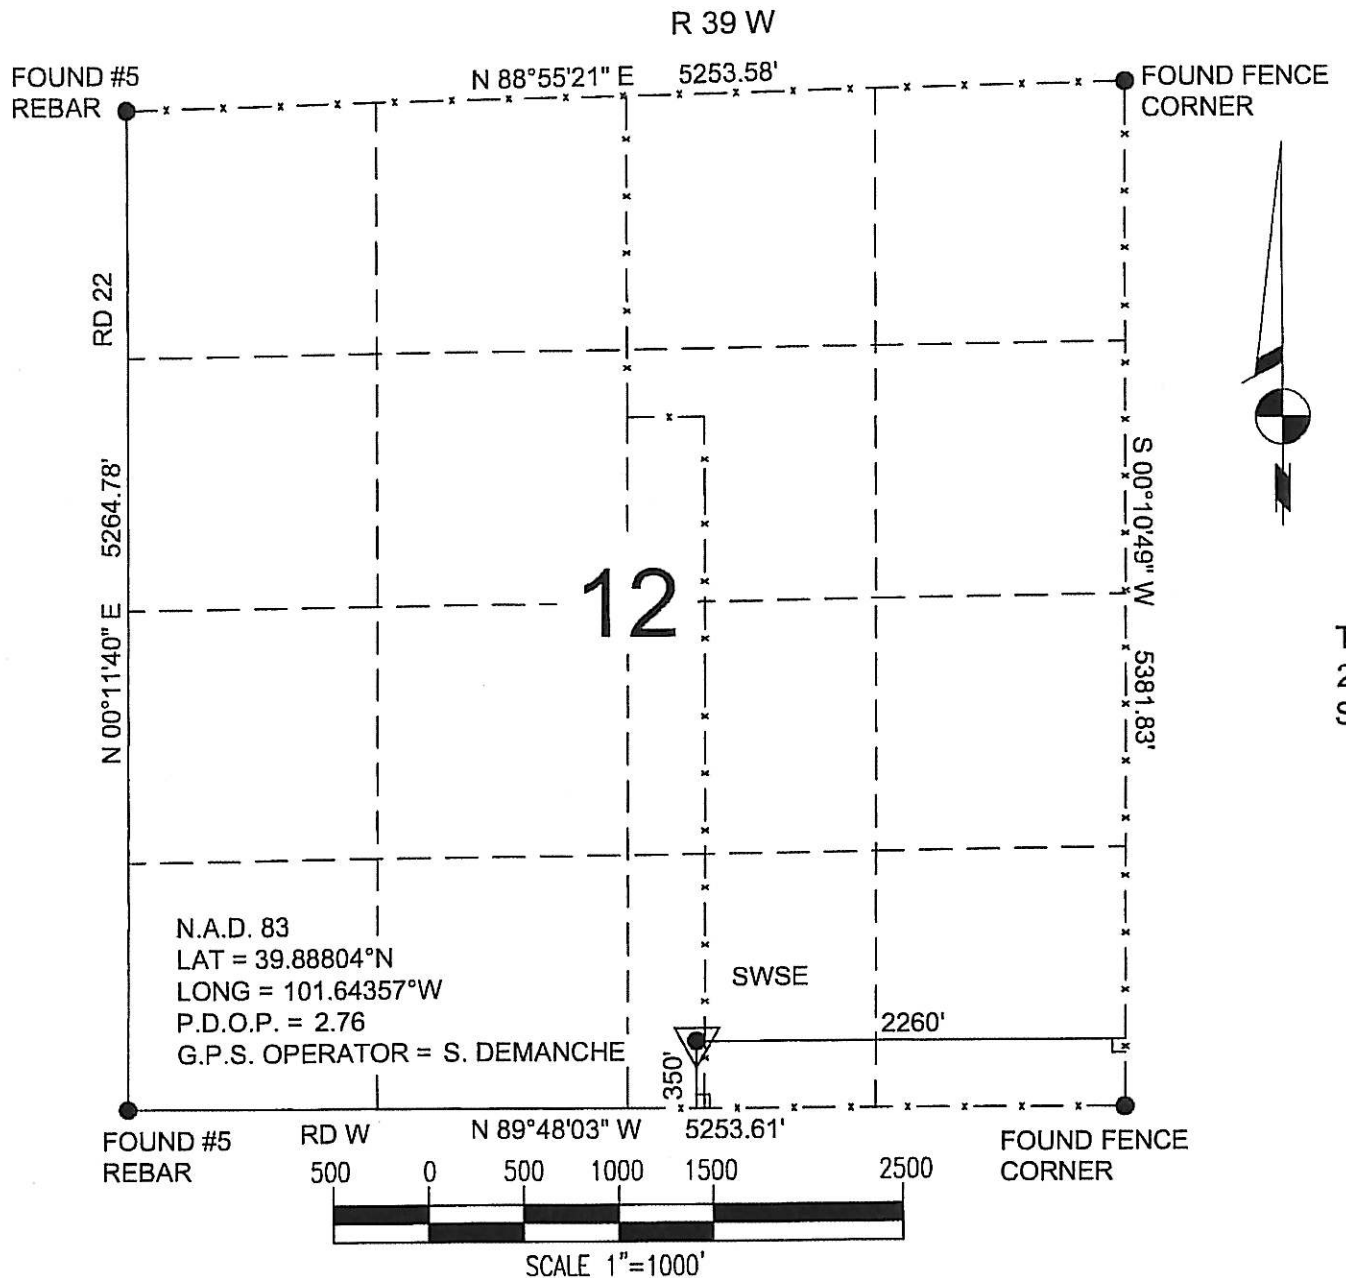 R 39 W
FOUND #5
REBAR
N 88°55'21" E 5253.58'
FOUND FENCE
CORNER
RD 22
N 00°11'40" E 5264.78'
S 00°10'49" W 5381.83'
12
T
2
S
N.A.D. 83
LAT = 39.88804°N
LONG = 101.64357°W
P.D.O.P. = 2.76
G.P.S. OPERATOR = S. DEMANCHE
SWSE
2260'
350'
FOUND #5
REBAR
RD W
N 89°48'03" W 5253.61'
FOUND FENCE
CORNER
500 0 500 1000 1500 2500
SCALE 1"=1000'